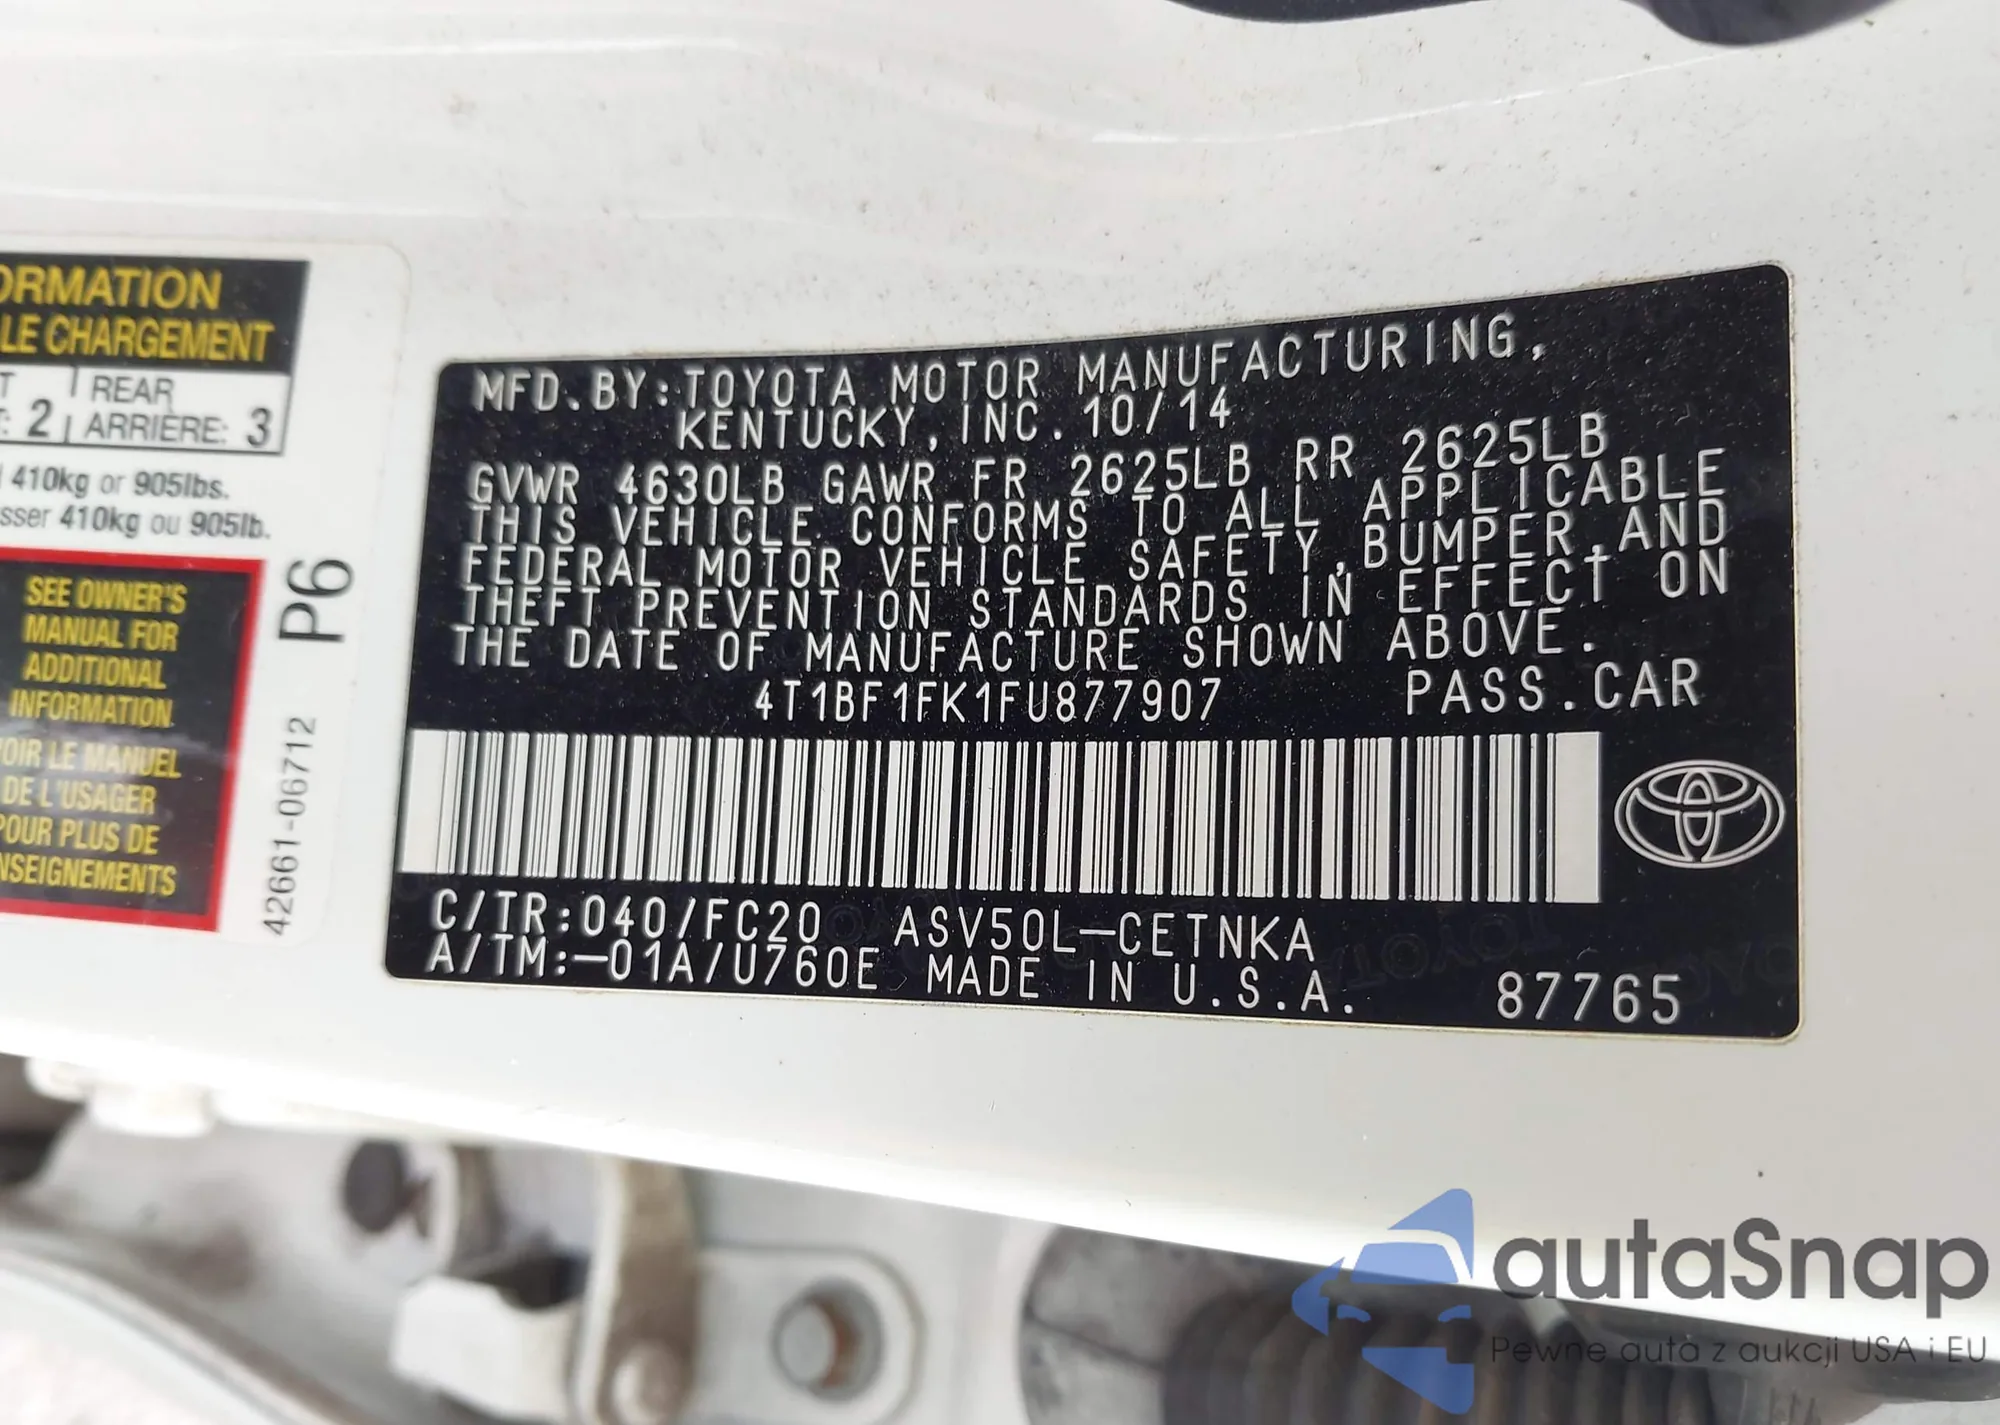 ORMATION
LE CHARGEMENT
T REAR
: 2 ARRIÈRE: 3
410kg or 905lbs.
sser 410kg ou 905lb.
SEE OWNER'S
MANUAL FOR
ADDITIONAL
INFORMATION
VOIR LE MANUEL
DE L'USAGER
POUR PLUS DE
NSEIGNEMENTS
P6
42661-06712
MFD.BY:TOYOTA MOTOR MANUFACTURING,
KENTUCKY, INC. 10/14
GVWR 4630LB GAWR FR 2625LB RR 2625LB
THIS VEHICLE CONFORMS TO ALL APPLICABLE
FEDERAL MOTOR VEHICLE SAFETY,BUMPER,AND
THEFT PREVENTION STANDARDS IN EFFECT ON
THE DATE OF MANUFACTURE SHOWN ABOVE.
4T1BF1FK1FU877907 PASS.CAR
C/TR:040/FC20 ASV50L-CETNKA
A/TM:-01A/U760E MADE IN U.S.A. 87765
autaSnap
Pewne auta z aukcji USA i EU